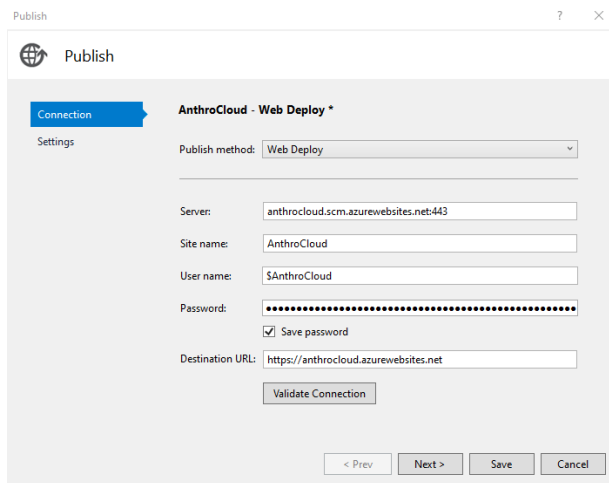 Publish
?
Publish
Connection
Settings
AnthroCloud - Web Deploy *
Publish method: Web Deploy
Server: anthrocloud.scm.azurewebsites.net:443
Site name: AnthroCloud
User name: $AnthroCloud
Password:
Save password
Destination URL: https://anthrocloud.azurewebsites.net
Validate Connection
< Prev Next > Save Cancel